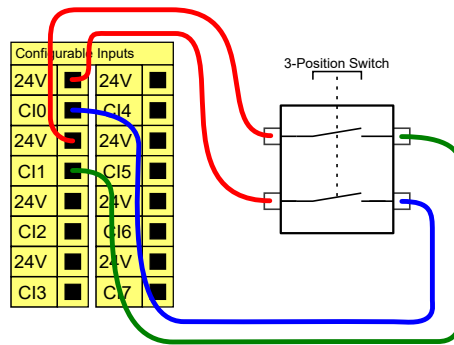 3-Position Switch
Configurable Inputs
24V 24V
CI0 CI4
24V 24V
CI1 CI5
24V 24V
CI2 CI6
24V 24V
CI3 CI7